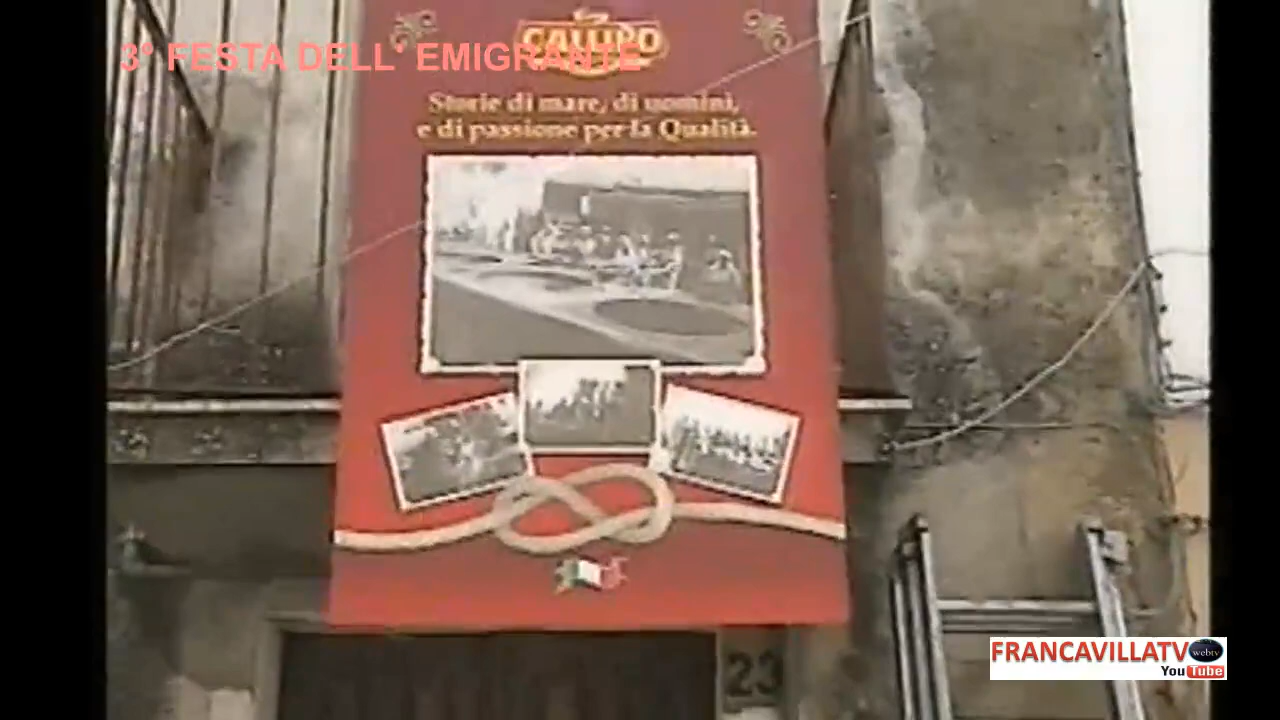 3° FESTA DELL' EMIGRANTE
CALLIPO
Storie di mare, di uomini,
e di passione per la Qualità.
23
FRANCAVILLATV
webtv
YouTube